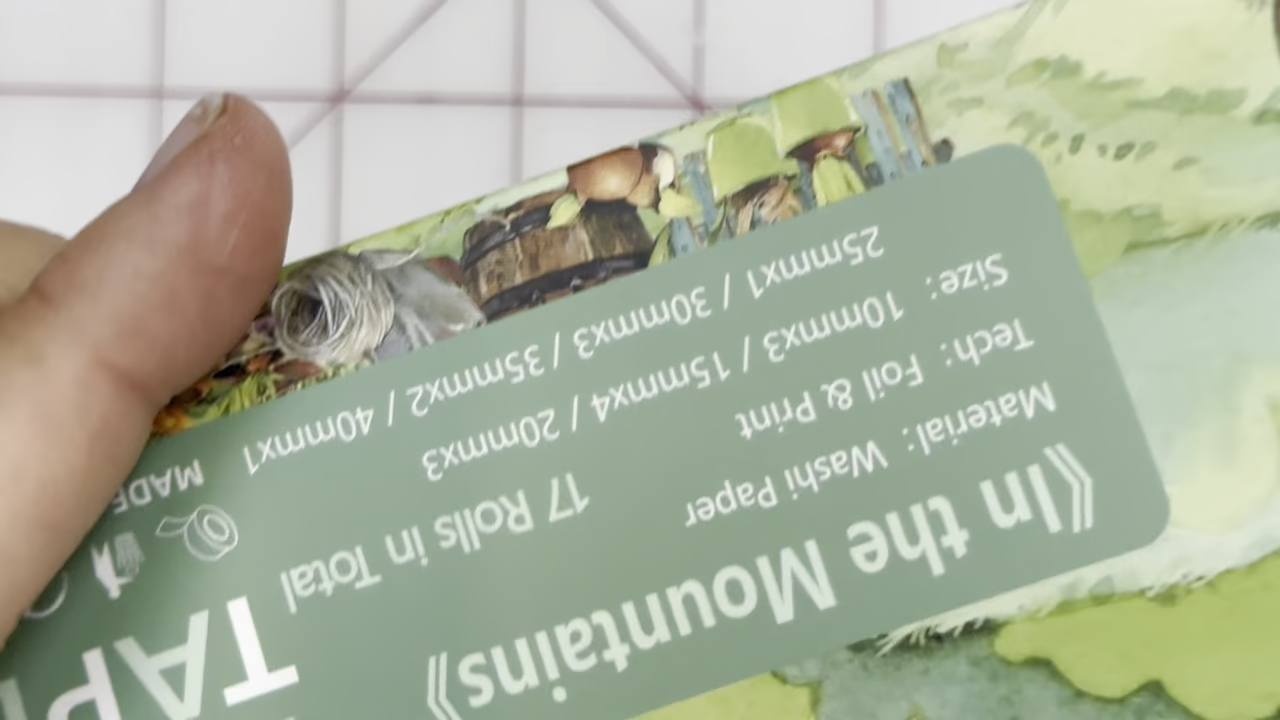 《In the Mountains》
Material: Washi Paper
Tech: Foil & Print
Size: 10mmx3 / 15mmx4 / 20mmx3
25mmx1 / 30mmx3 / 35mmx2 / 40mmx1
17 Rolls in Total
TAP
MADE